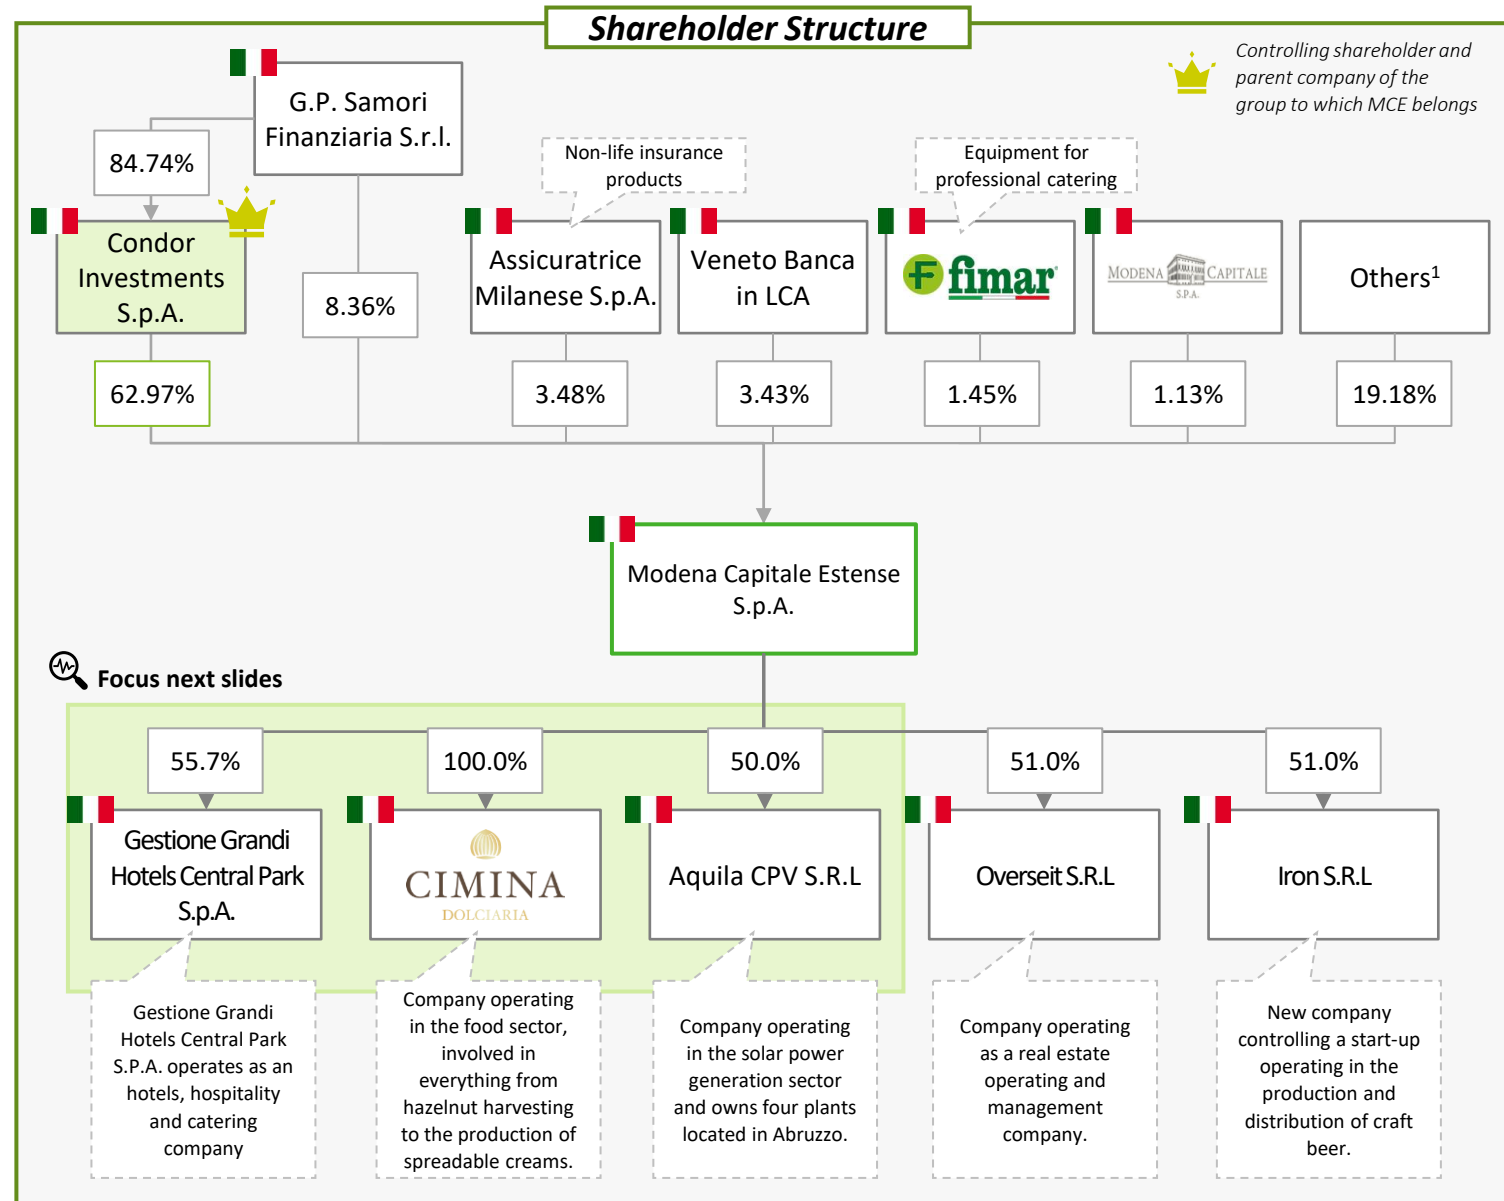 Shareholder Structure
Controlling shareholder and
parent company of the
group to which MCE belongs
G.P. Samori
Finanziaria S.r.l.
84.74%
Non-life insurance
products
Equipment for
professional catering
Condor
Investments
S.p.A.
8.36%
Assicuratrice
Milanese S.p.A.
Veneto Banca
in LCA
F fimar
MODENA CAPITALE
S.P.A.
Others¹
62.97%
3.48%
3.43%
1.45%
1.13%
19.18%
Modena Capitale Estense
S.p.A.
Focus next slides
55.7%
100.0%
50.0%
51.0%
51.0%
Gestione Grandi
Hotels Central Park
S.p.A.
CIMINA
DOLCIARIA
Aquila CPV S.R.L
Overseit S.R.L
Iron S.R.L
Gestione Grandi
Hotels Central Park
S.P.A. operates as an
hotels, hospitality
and catering
company
Company operating
in the food sector,
involved in
everything from
hazelnut harvesting
to the production of
spreadable creams.
Company operating
in the solar power
generation sector
and owns four plants
located in Abruzzo.
Company operating
as a real estate
operating and
management
company.
New company
controlling a start-up
operating in the
production and
distribution of craft
beer.